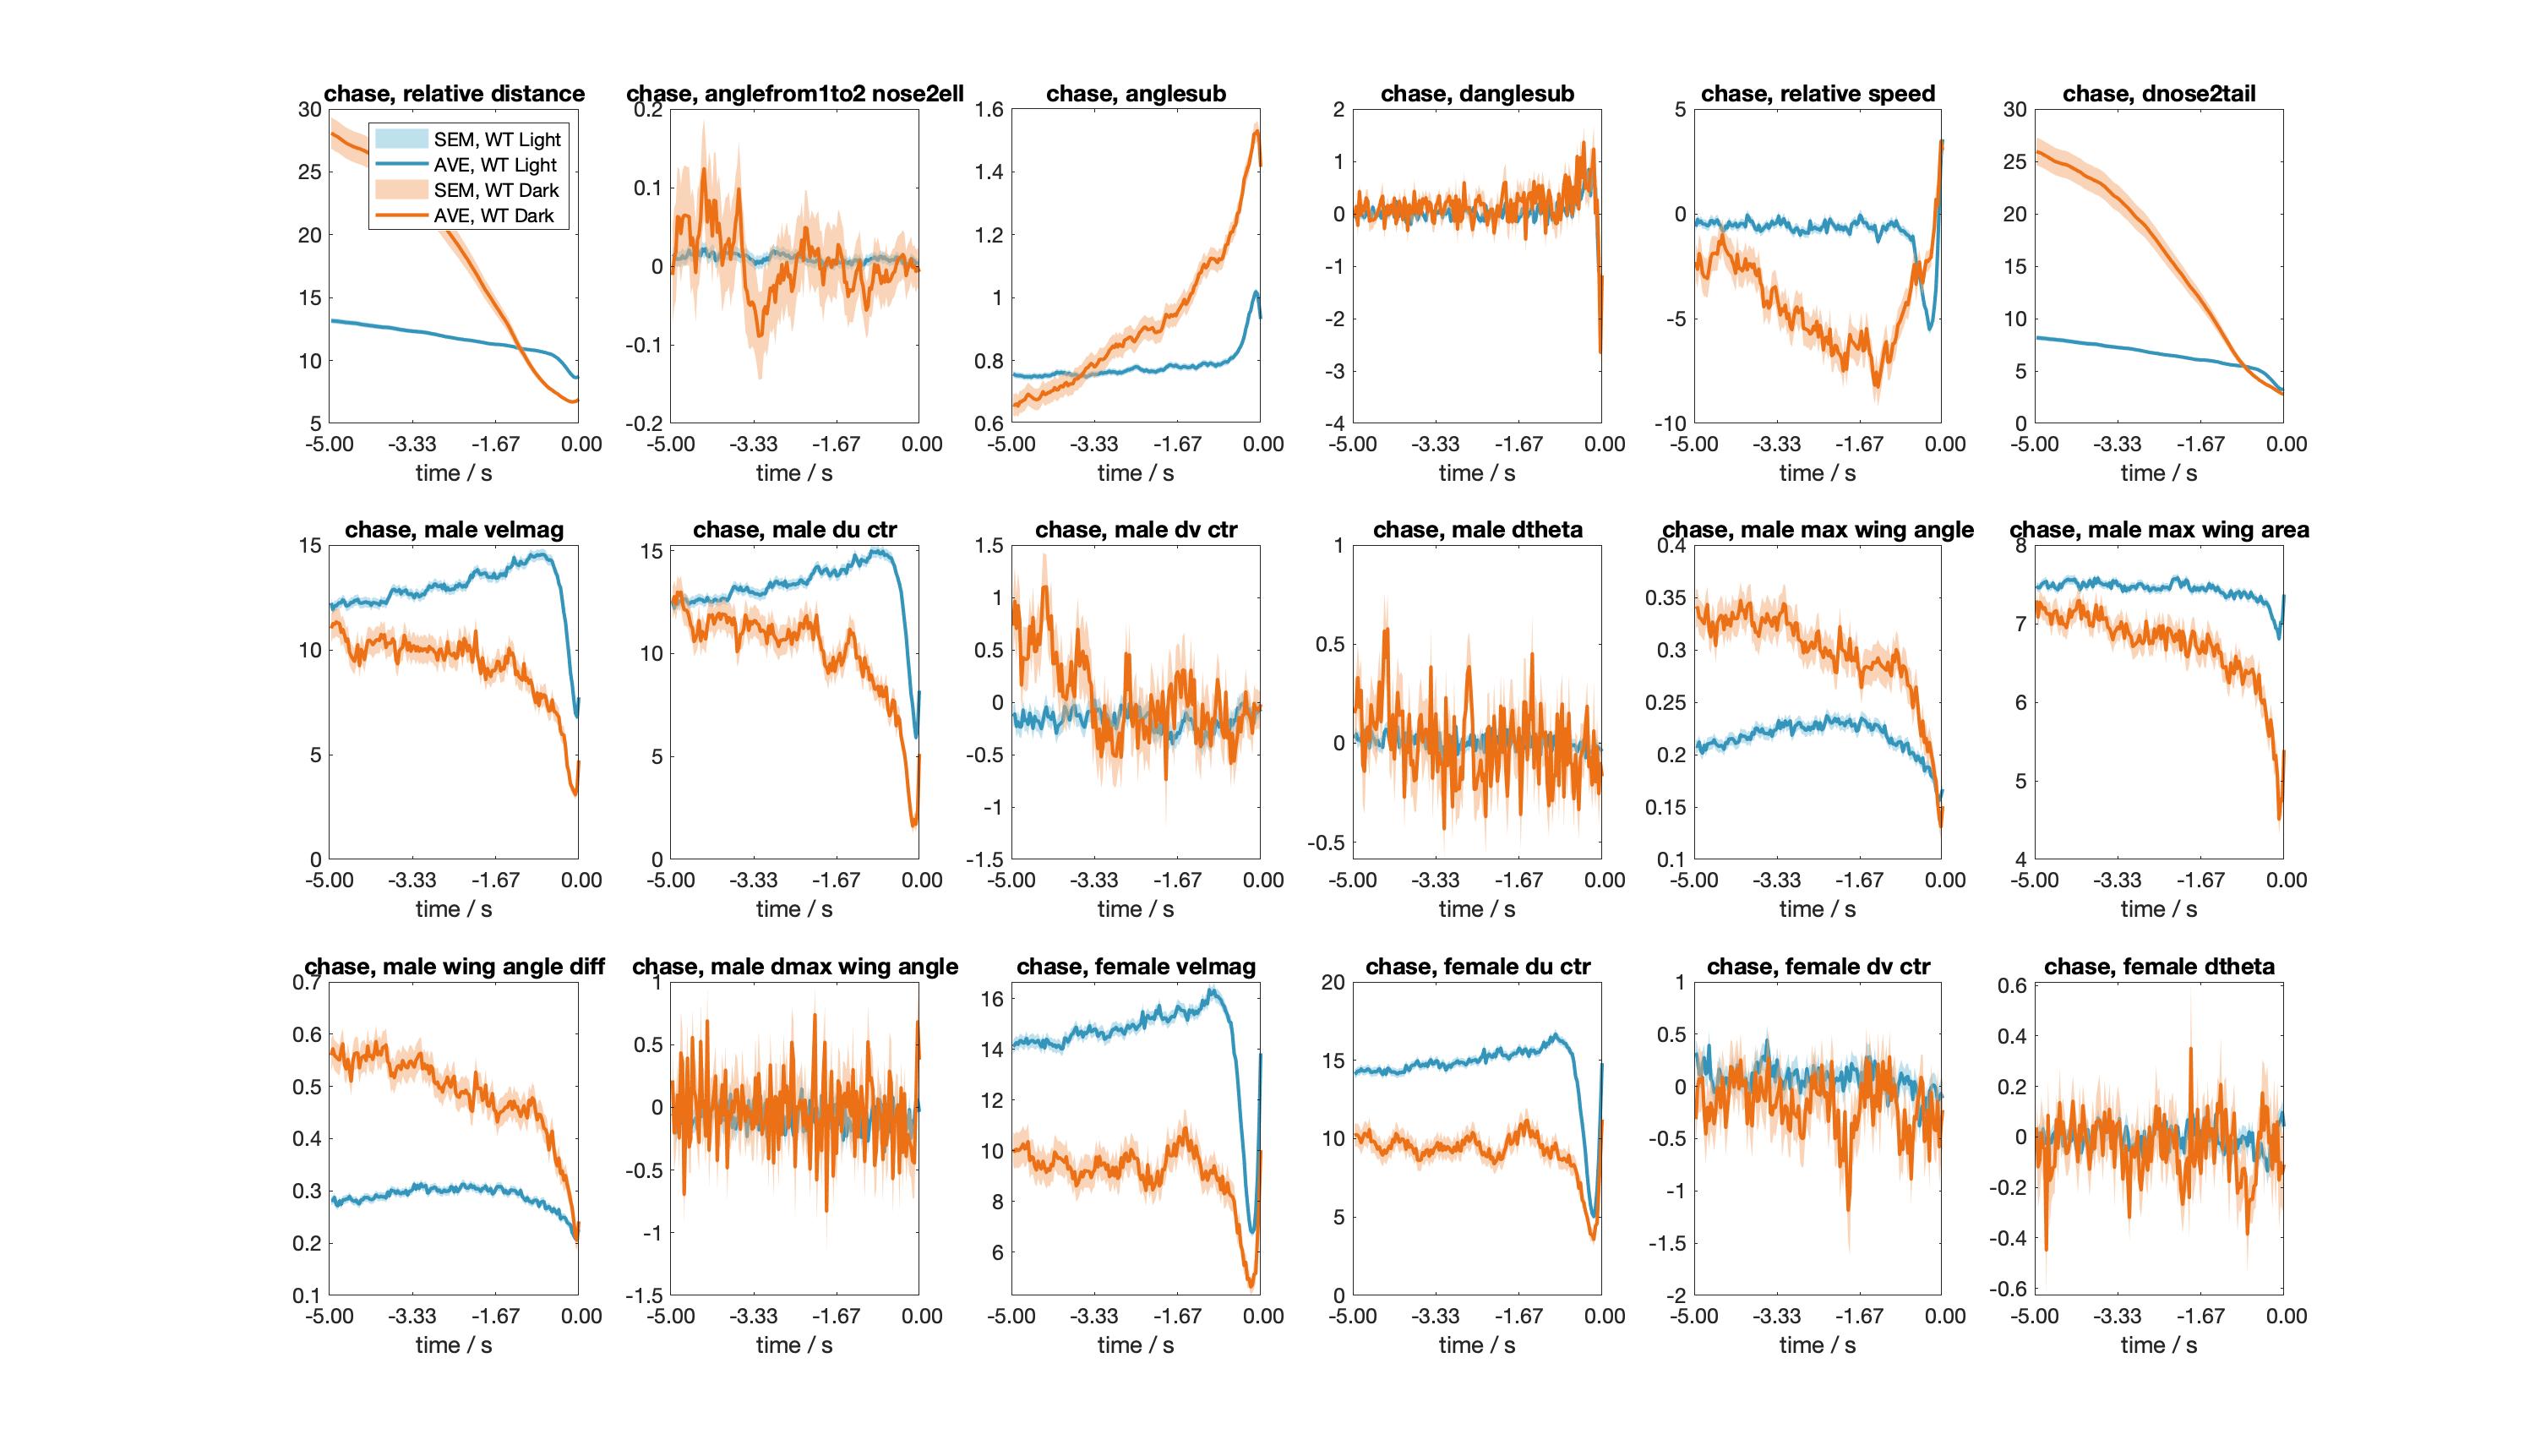 chase, relative distance
30
25
20
15
10
5
-5.00 -3.33 -1.67 0.00
time / s
SEM, WT Light
AVE, WT Light
SEM, WT Dark
AVE, WT Dark
chase, anglefrom1to2 nose2ell
0.2
0.1
0
-0.1
-0.2
-5.00 -3.33 -1.67 0.00
time / s
chase, anglesub
1.6
1.4
1.2
1
0.8
0.6
-5.00 -3.33 -1.67 0.00
time / s
chase, danglesub
2
1
0
-1
-2
-3
-4
-5.00 -3.33 -1.67 0.00
time / s
chase, relative speed
5
0
-5
-10
-5.00 -3.33 -1.67 0.00
time / s
chase, dnose2tail
30
25
20
15
10
5
0
-5.00 -3.33 -1.67 0.00
time / s
chase, male velmag
15
10
5
0
-5.00 -3.33 -1.67 0.00
time / s
chase, male du ctr
15
10
5
0
-5.00 -3.33 -1.67 0.00
time / s
chase, male dv ctr
1.5
1
0.5
0
-0.5
-1
-1.5
-5.00 -3.33 -1.67 0.00
time / s
chase, male dtheta
1
0.5
0
-0.5
-5.00 -3.33 -1.67 0.00
time / s
chase, male max wing angle
0.4
0.35
0.3
0.25
0.2
0.15
0.1
-5.00 -3.33 -1.67 0.00
time / s
chase, male max wing area
8
7
6
5
4
-5.00 -3.33 -1.67 0.00
time / s
chase, male wing angle diff
0.7
0.6
0.5
0.4
0.3
0.2
0.1
-5.00 -3.33 -1.67 0.00
time / s
chase, male dmax wing angle
1
0.5
0
-0.5
-1
-1.5
-5.00 -3.33 -1.67 0.00
time / s
chase, female velmag
16
14
12
10
8
6
-5.00 -3.33 -1.67 0.00
time / s
chase, female du ctr
20
15
10
5
0
-5.00 -3.33 -1.67 0.00
time / s
chase, female dv ctr
1
0.5
0
-0.5
-1
-1.5
-2
-5.00 -3.33 -1.67 0.00
time / s
chase, female dtheta
0.6
0.4
0.2
0
-0.2
-0.4
-0.6
-5.00 -3.33 -1.67 0.00
time / s